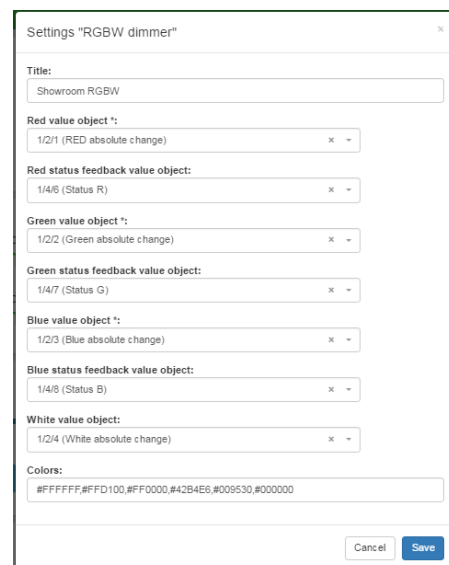 Settings "RGBW dimmer"
×
Title:
Showroom RGBW
Red value object *:
1/2/1 (RED absolute change) ×
Red status feedback value object:
1/4/6 (Status R) ×
Green value object *:
1/2/2 (Green absolute change) ×
Green status feedback value object:
1/4/7 (Status G) ×
Blue value object *:
1/2/3 (Blue absolute change) ×
Blue status feedback value object:
1/4/8 (Status B) ×
White value object:
1/2/4 (White absolute change) ×
Colors:
#FFFFFF,#FFD100,#FF0000,#42B4E6,#009530,#000000
Cancel Save